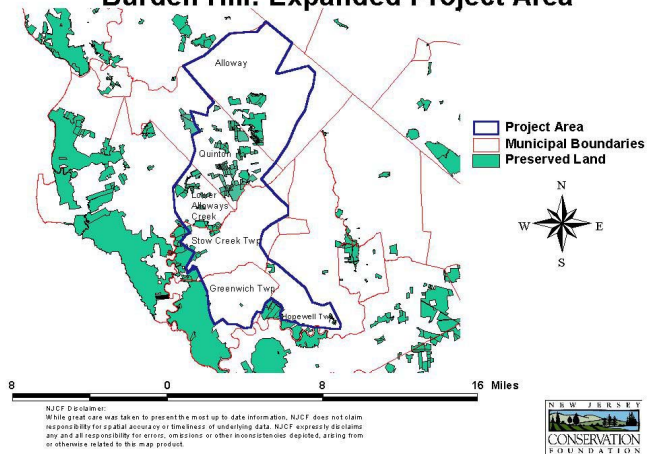 Burden Hill: Expanded Project Area
Alloway
Quinton
Lower
Alloways
Creek
Stow Creek Twp
Greenwich Twp
Hopewell Twp
Project Area
Municipal Boundaries
Preserved Land
N
W E
S
8 0 8 16 Miles
NJCF Disclaimer:
While great care was taken to present the most up to date information, NJCF does not claim
responsibility for spatial accuracy or timeliness of underlying data. NJCF expressly disclaims
any and all responsibility for errors, omissions or other inconsistencies depicted, arising from
or otherwise related to this map product.
NEW JERSEY
CONSERVATION
FOUNDATION